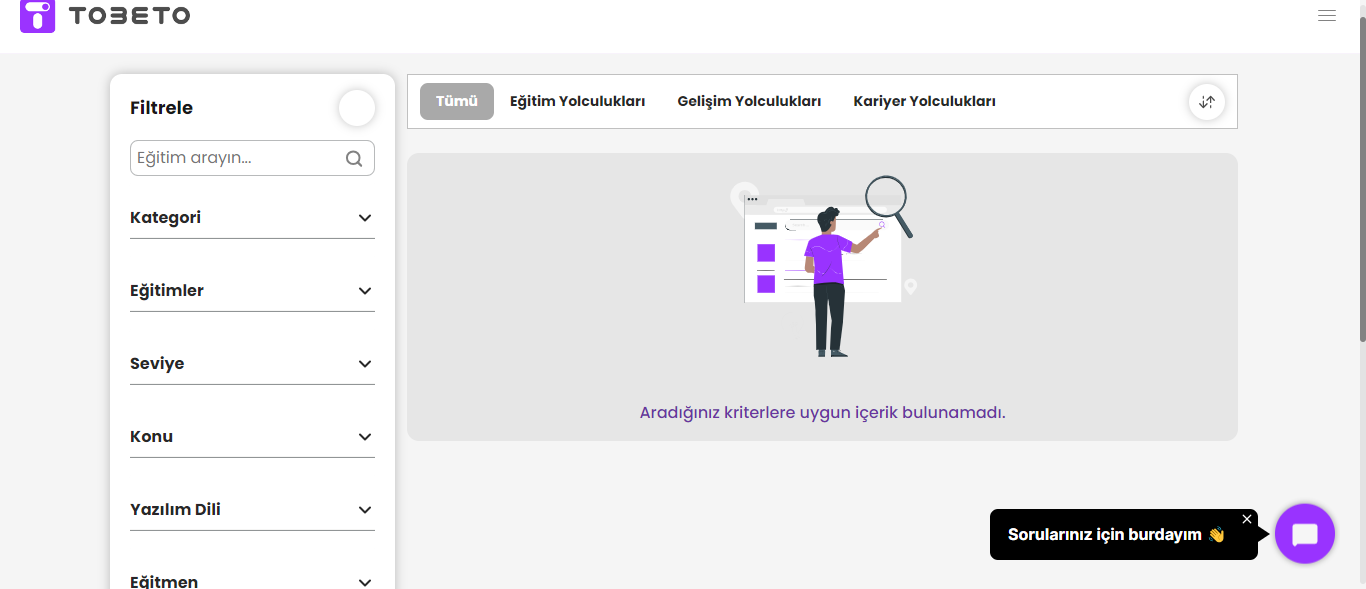 TOBETO
Filtrele
Eğitim arayın...
Kategori
Eğitimler
Seviye
Konu
Yazılım Dili
Eğitmen
Tümü Eğitim Yolculukları Gelişim Yolculukları Kariyer Yolculukları
Aradığınız kriterlere uygun içerik bulunamadı.
Sorularınız için burdayım 👋